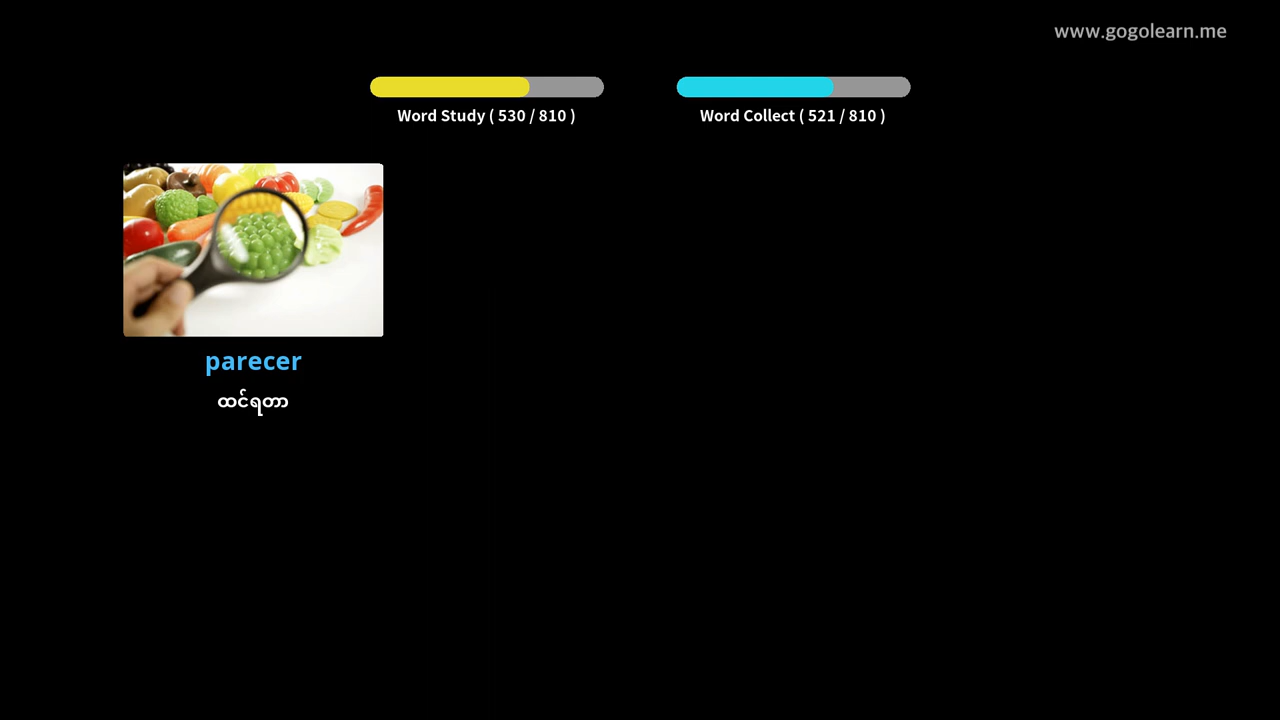 www.gogolearn.me
Word Study ( 530 / 810 )
Word Collect ( 521 / 810 )
parecer
ထင်ရတာ